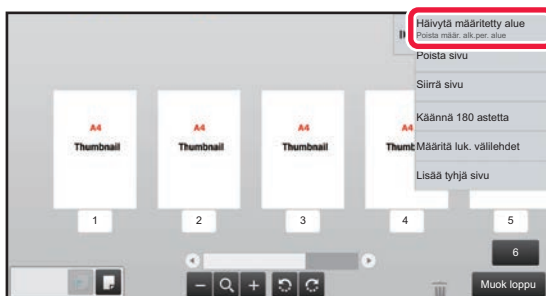 Häivytä määritetty alue
Poista määr. alk.per. alue
Poista sivu
Siirrä sivu
Käännä 180 astetta
Määritä luk. välilehdet
Lisää tyhjä sivu
A4
Thumbnail
A4
Thumbnail
A4
Thumbnail
A4
Thumb
1
2
3
4
5
6
Muok loppu